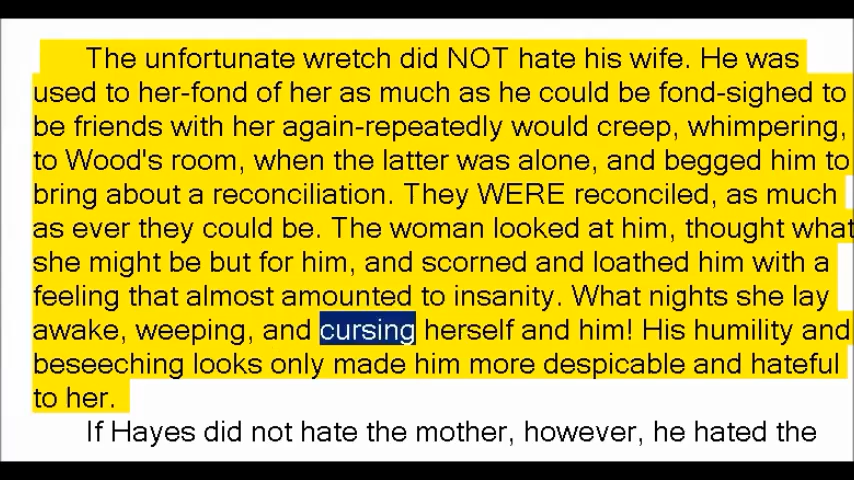 The unfortunate wretch did NOT hate his wife. He was
used to her-fond of her as much as he could be fond-sighed to
be friends with her again-repeatedly would creep, whimpering,
to Wood's room, when the latter was alone, and begged him to
bring about a reconciliation. They WERE reconciled, as much
as ever they could be. The woman looked at him, thought what
she might be but for him, and scorned and loathed him with a
feeling that almost amounted to insanity. What nights she lay
awake, weeping, and cursing herself and him! His humility and
beseeching looks only made him more despicable and hateful
to her.
If Hayes did not hate the mother, however, he hated the